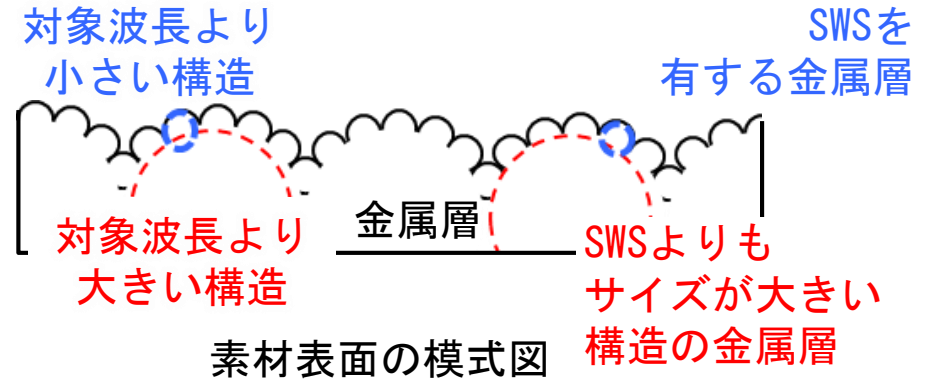 対象波長より
小さい構造
SWSを
有する金属層
対象波長より
大きい構造
金属層
SWSよりも
サイズが大きい
構造の金属層
素材表面の模式図